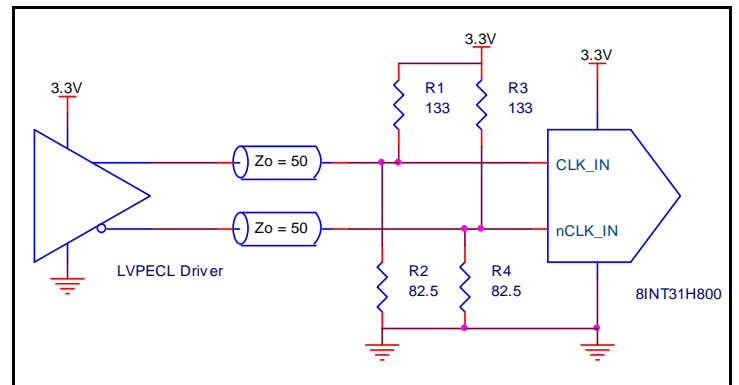 3.3V
3.3V
3.3V
R1
133
R3
133
Zo = 50
CLK_IN
Zo = 50
nCLK_IN
LVPECL Driver
R2
82.5
R4
82.5
8INT31H800